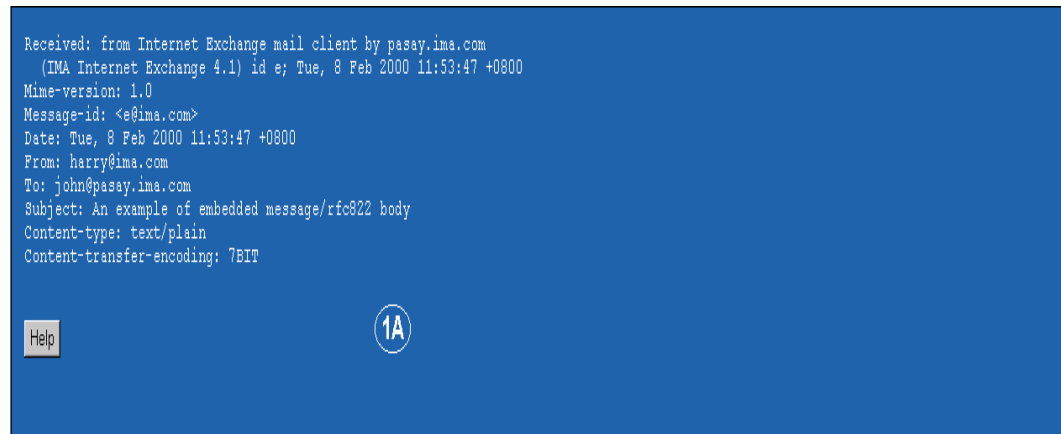 Received: from Internet Exchange mail client by pasay.ima.com
(IMA Internet Exchange 4.1) id e; Tue, 8 Feb 2000 11:53:47 +0800
Mime-version: 1.0
Message-id: <e@ima.com>
Date: Tue, 8 Feb 2000 11:53:47 +0800
From: harry@ima.com
To: john@pasay.ima.com
Subject: An example of embedded message/rfc822 body
Content-type: text/plain
Content-transfer-encoding: 7BIT
Help
1A